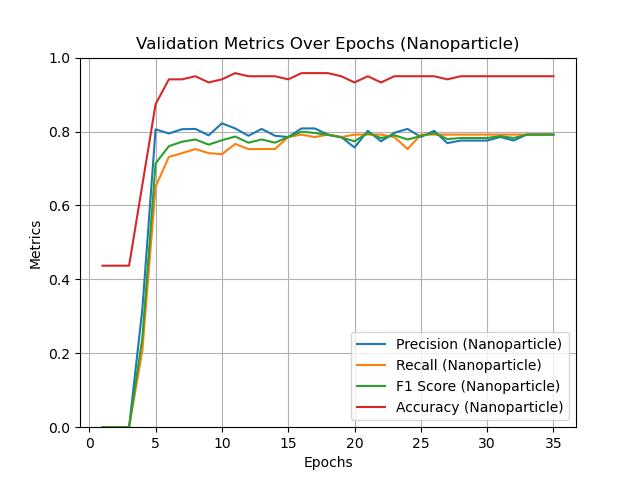 Validation Metrics Over Epochs (Nanoparticle)
1.0
0.8
0.6
0.4
0.2
0.0
Metrics
0 5 10 15 20 25 30 35
Epochs
Precision (Nanoparticle)
Recall (Nanoparticle)
F1 Score (Nanoparticle)
Accuracy (Nanoparticle)